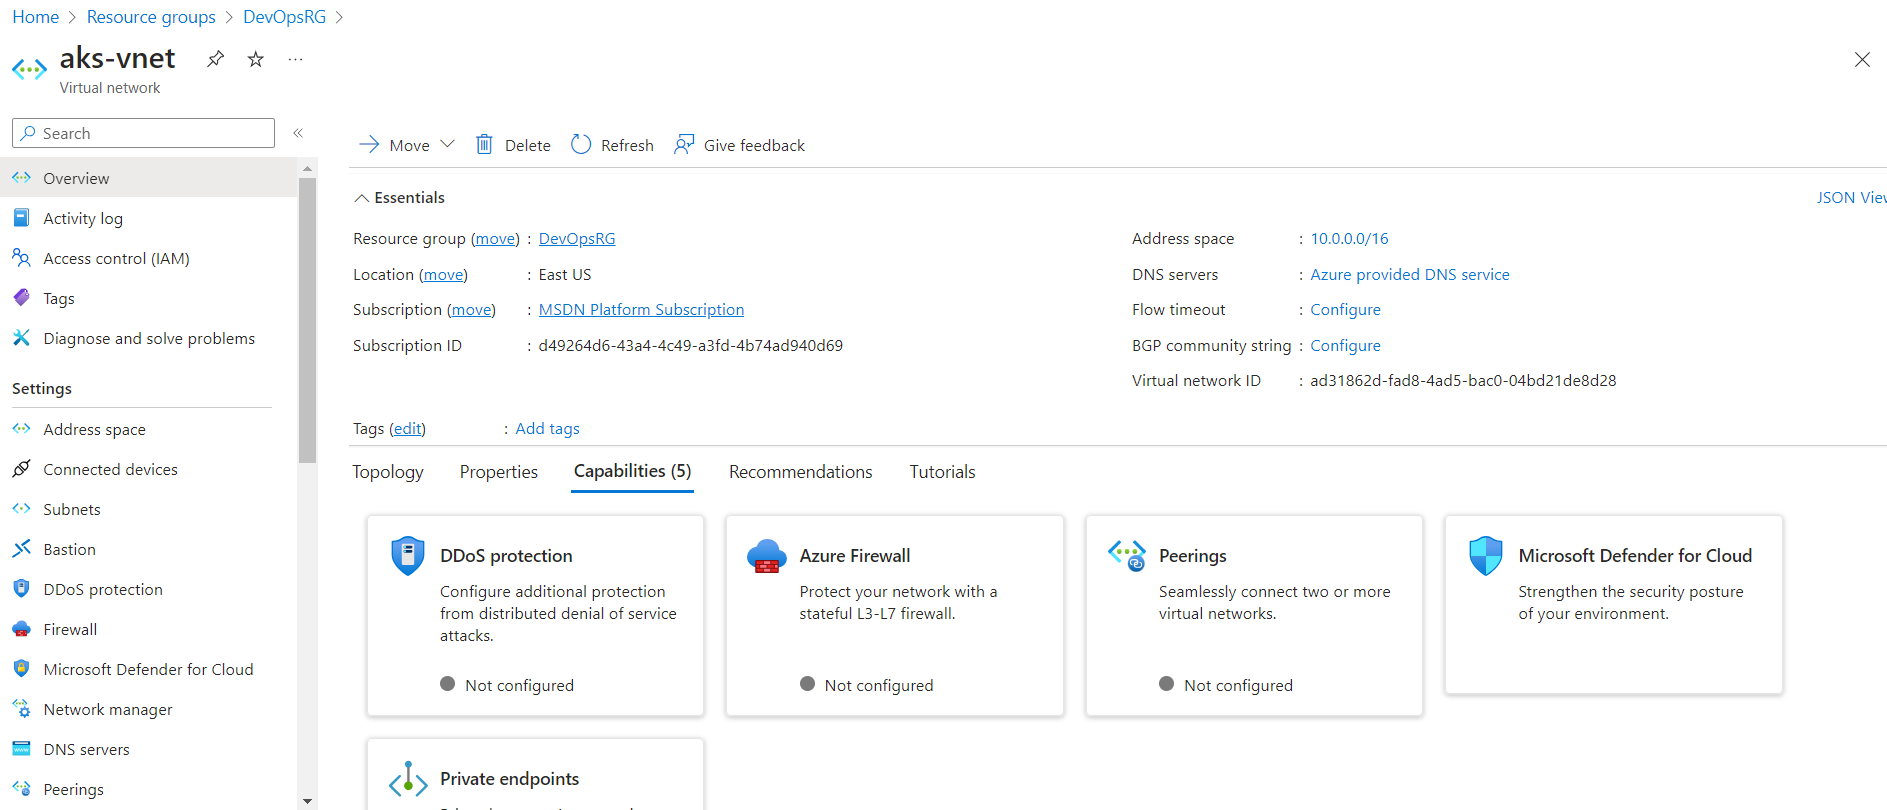 Home > Resource groups > DevOpsRG >
aks-vnet
Virtual network
Search
Overview
Activity log
Access control (IAM)
Tags
Diagnose and solve problems
Settings
Address space
Connected devices
Subnets
Bastion
DDoS protection
Firewall
Microsoft Defender for Cloud
Network manager
DNS servers
Peerings
Move Delete Refresh Give feedback
Essentials
JSON View
Resource group (move) : DevOpsRG
Location (move) : East US
Subscription (move) : MSDN Platform Subscription
Subscription ID : d49264d6-43a4-4c49-a3fd-4b74ad940d69
Address space : 10.0.0.0/16
DNS servers : Azure provided DNS service
Flow timeout : Configure
BGP community string : Configure
Virtual network ID : ad31862d-fad8-4ad5-bac0-04bd21de8d28
Tags (edit) : Add tags
Topology Properties Capabilities (5) Recommendations Tutorials
DDoS protection
Configure additional protection
from distributed denial of service
attacks.
Not configured
Azure Firewall
Protect your network with a
stateful L3-L7 firewall.
Not configured
Peerings
Seamlessly connect two or more
virtual networks.
Not configured
Microsoft Defender for Cloud
Strengthen the security posture
of your environment.
Private endpoints